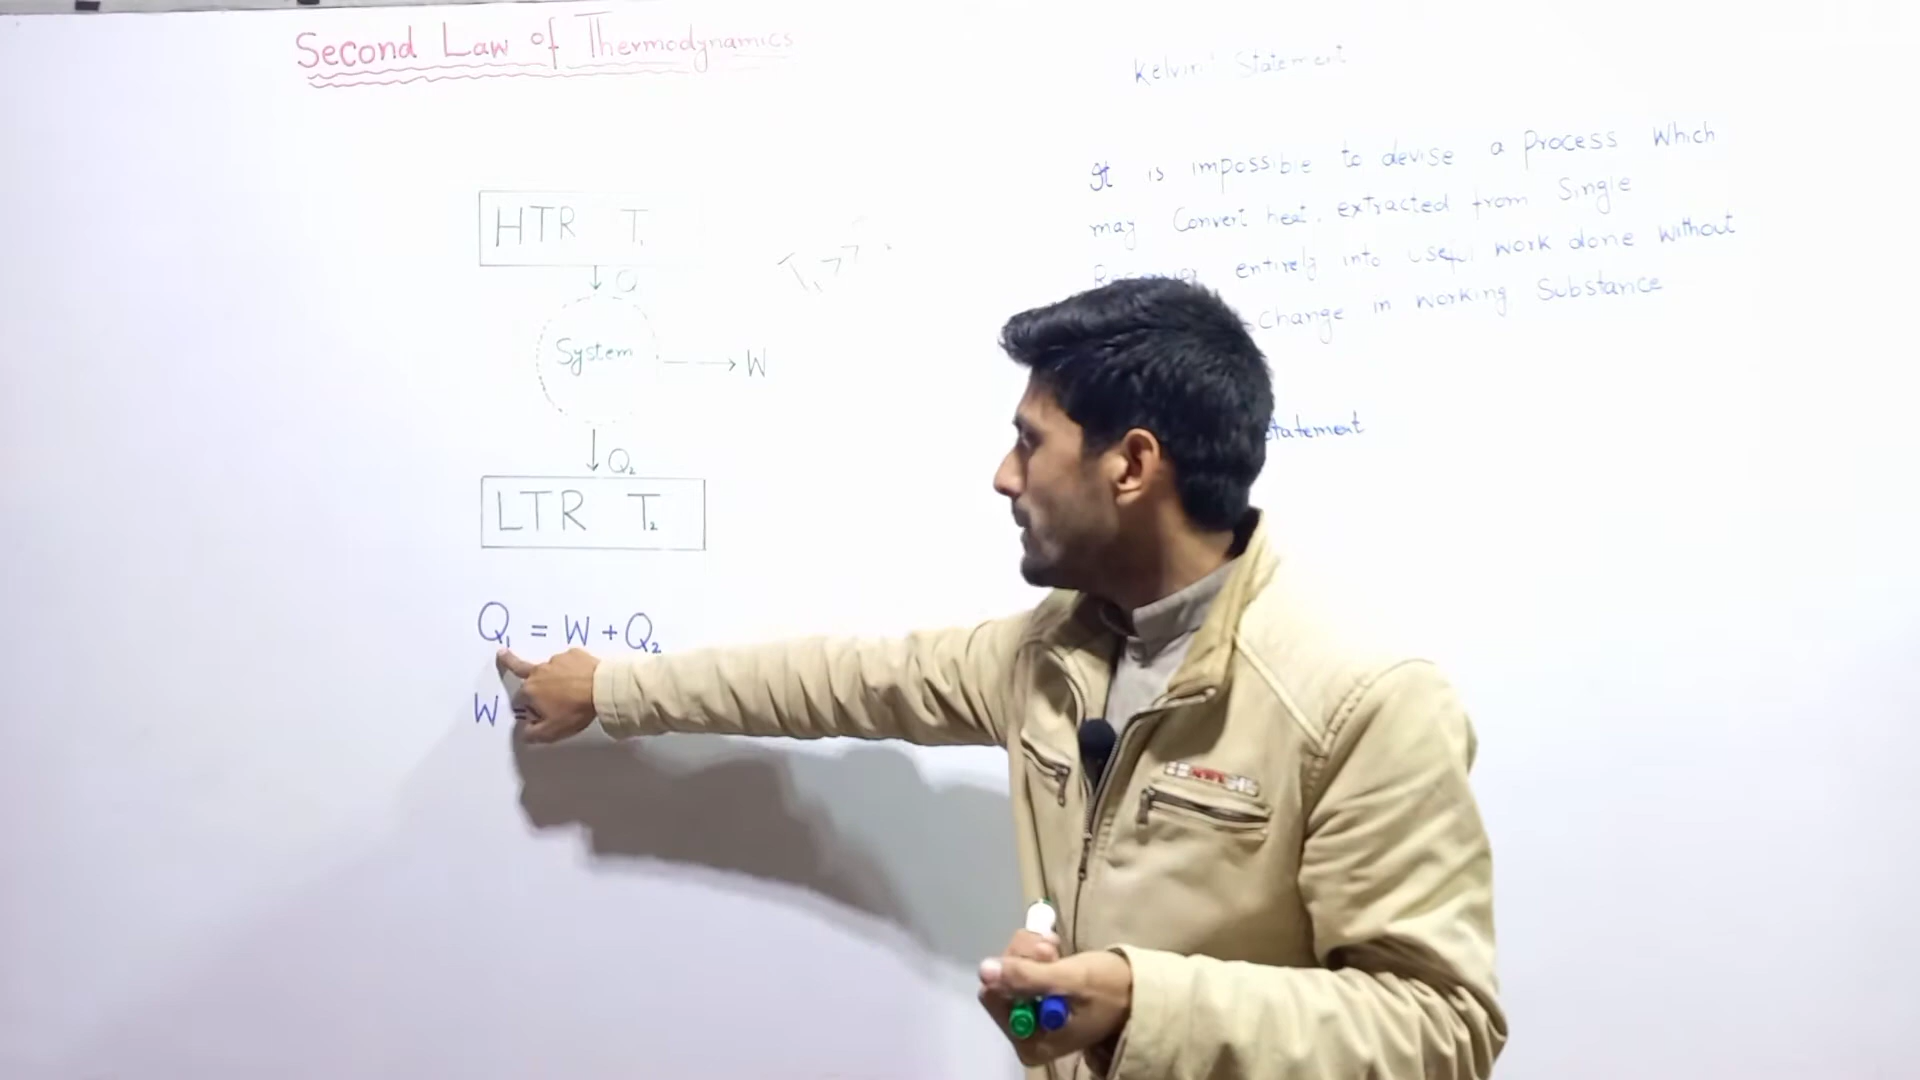 Second Law of Thermodynamics
HTR T₁
Q
System
W
Q₂
LTR T₂
Q₁ = W + Q₂
W =
T₁ >
Kelvin Statement
It is impossible to devise a process which
may Convert heat, extracted from Single
entirely into useful work done without
Change in working Substance
Statement